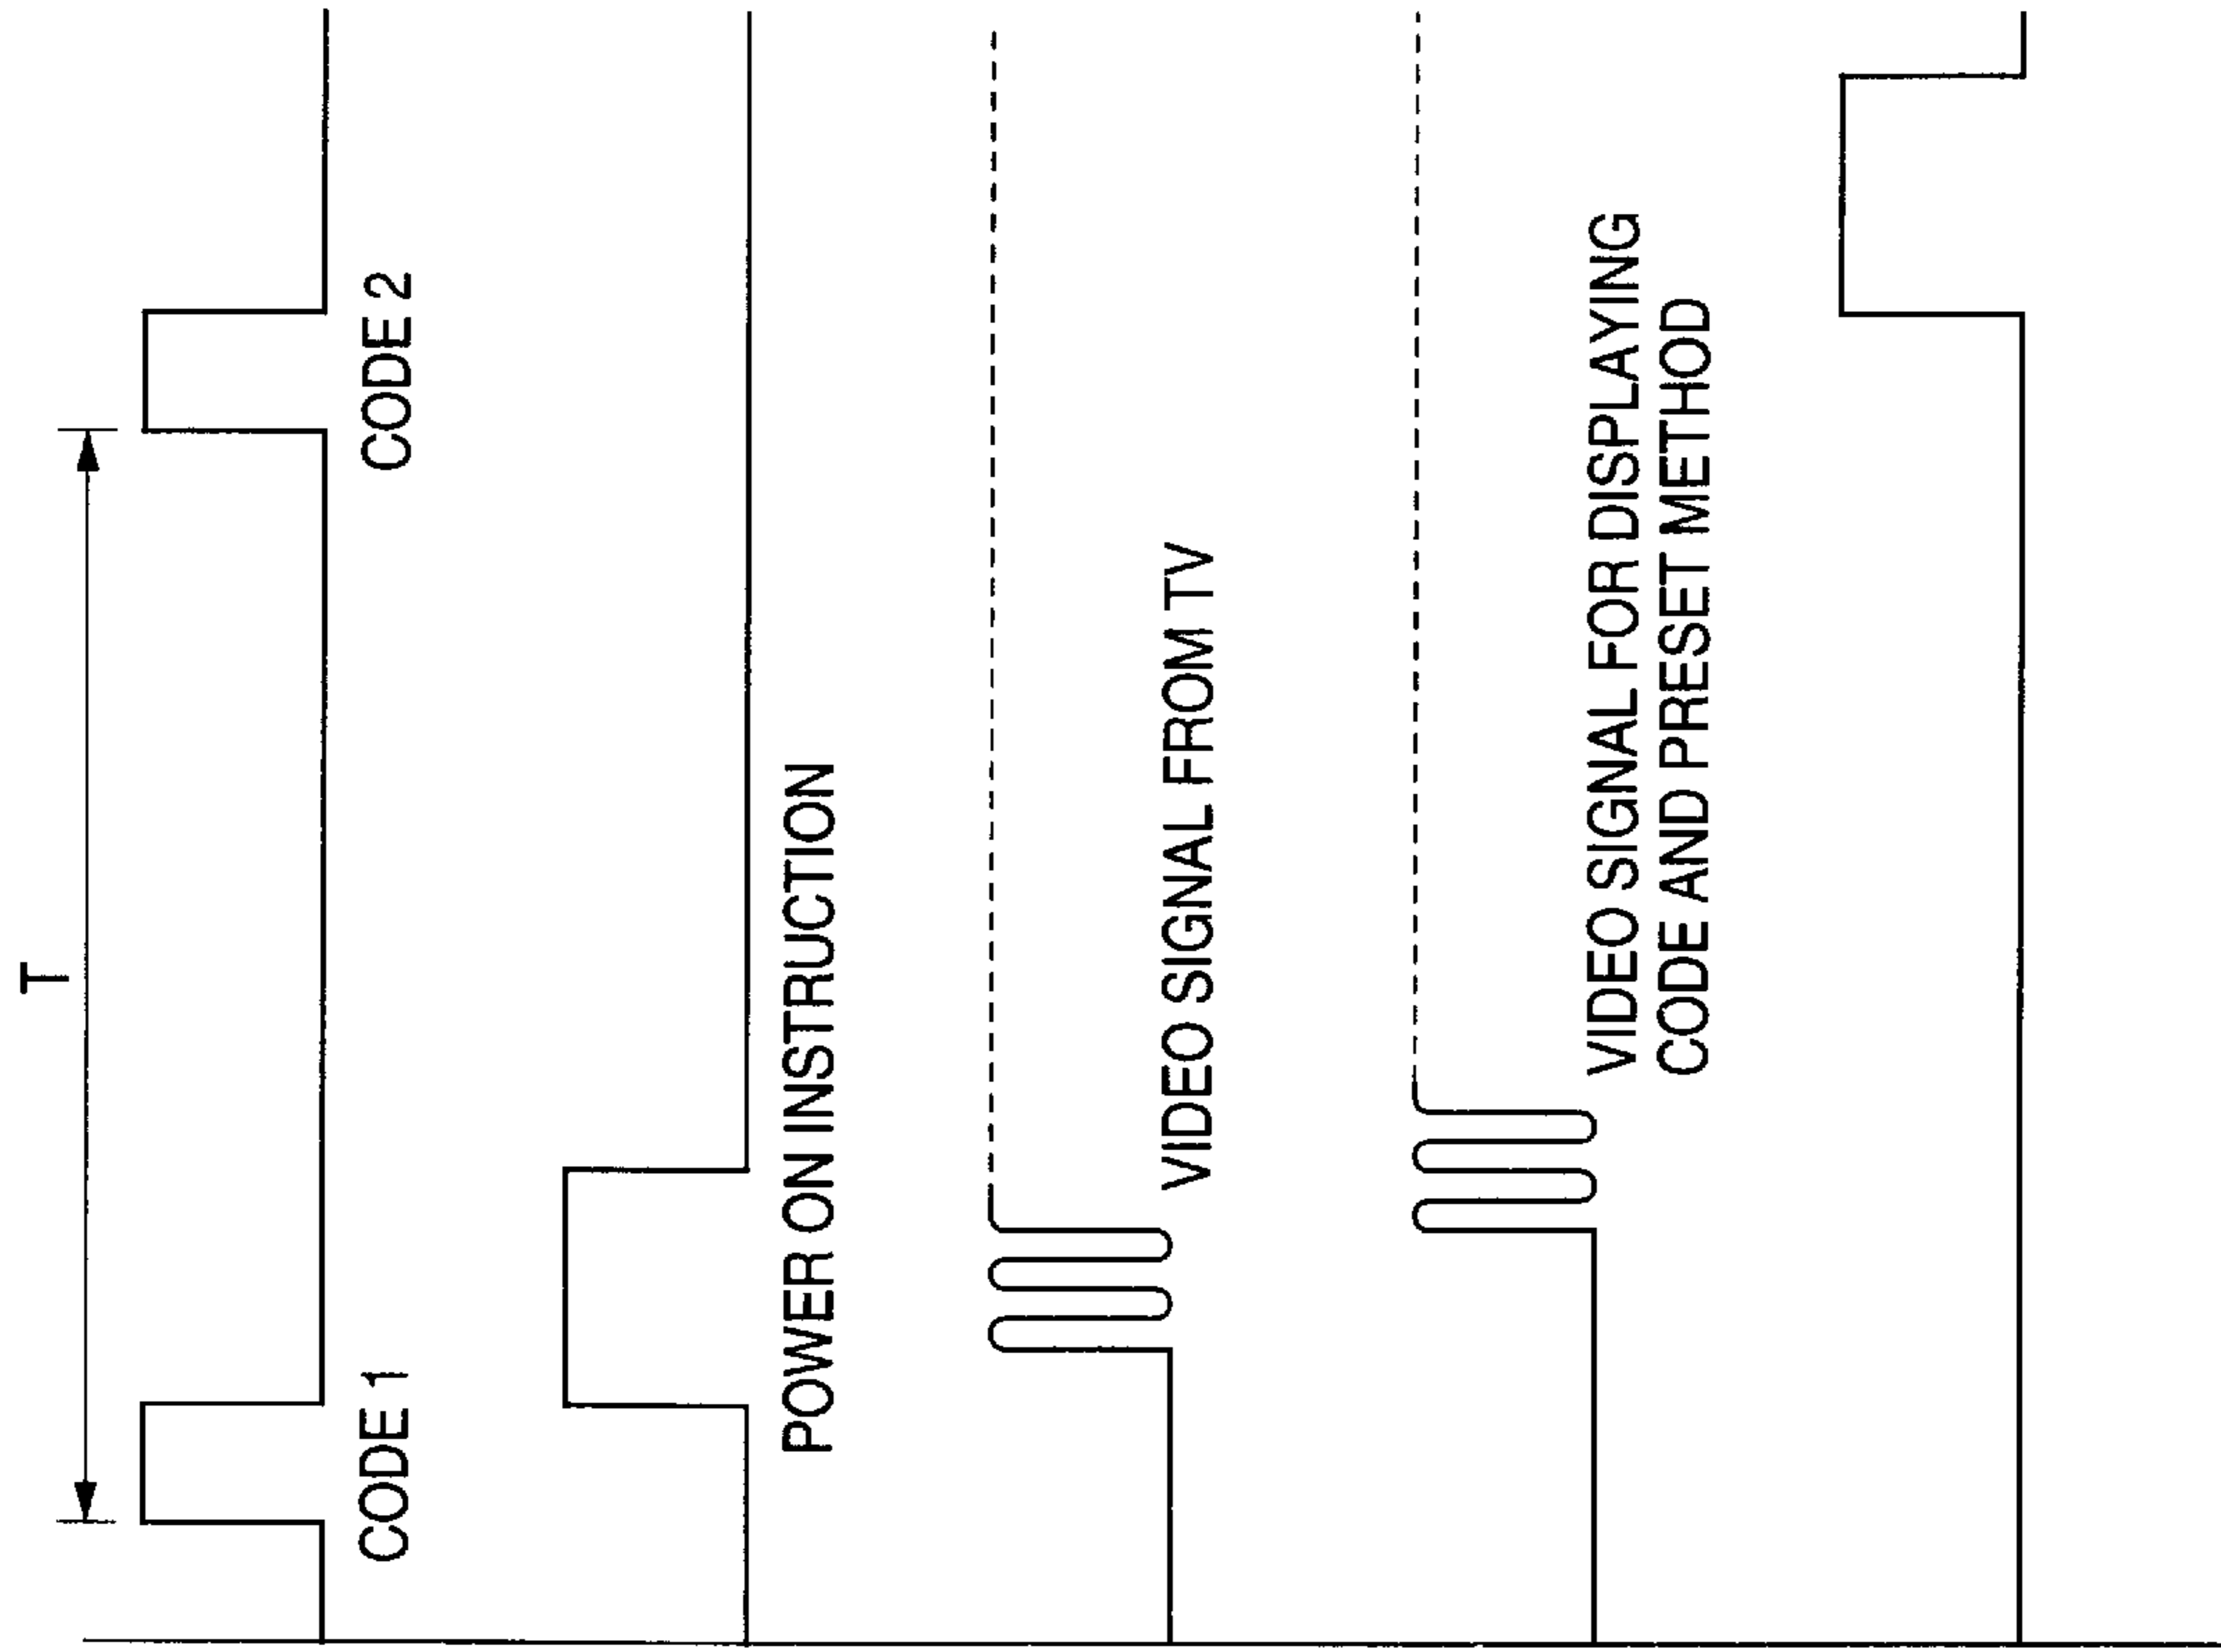 T
CODE 1
CODE 2
POWER ON INSTRUCTION
VIDEO SIGNAL FROM TV
VIDEO SIGNAL FOR DISPLAYING
CODE AND PRESET METHOD